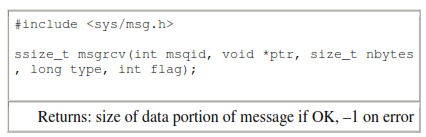 #include <sys/msg.h>
ssize_t msgrcv(int msqid, void *ptr, size_t nbytes
, long type, int flag);
Returns: size of data portion of message if OK, –1 on error